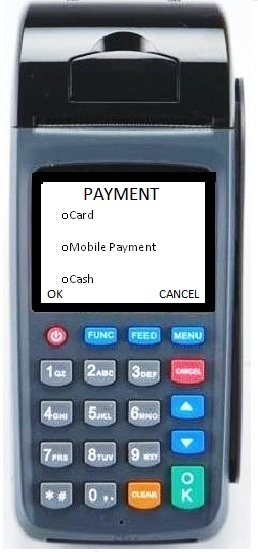 PAYMENT
oCard
oMobile Payment
oCash
OK CANCEL
FUNC FEED MENU
1QZ 2ABC 3DEF CANCEL
4GHI 5JKL 6MNO
7PRS 8TUV 9WXY
*# 0 CLEAR OK